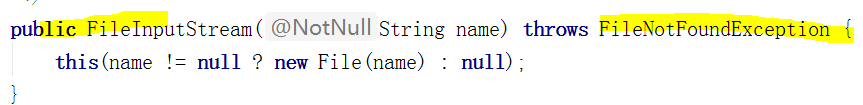 public FileInputStream( @NotNull String name) throws FileNotFoundException {
    this(name != null ? new File(name) : null);
}